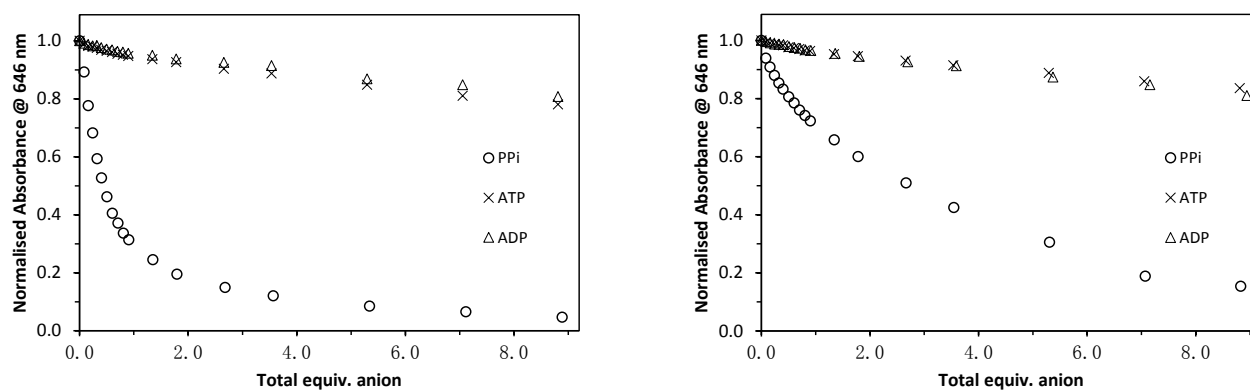 Normalised Absorbance @ 646 nm
1.0
0.8
0.6
0.4
0.2
0.0
0.0 2.0 4.0 6.0 8.0
Total equiv. anion
PPi
ATP
ADP
Normalised Absorbance @ 646 nm
1.0
0.8
0.6
0.4
0.2
0.0
0.0 2.0 4.0 6.0 8.0
Total equiv. anion
PPi
ATP
ADP